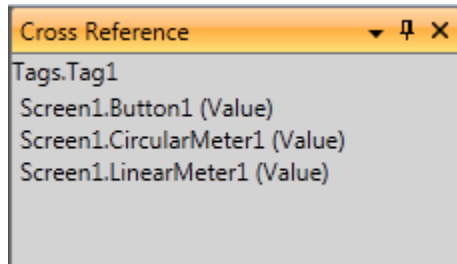 Cross Reference
Tags.Tag1
Screen1.Button1 (Value)
Screen1.CircularMeter1 (Value)
Screen1.LinearMeter1 (Value)